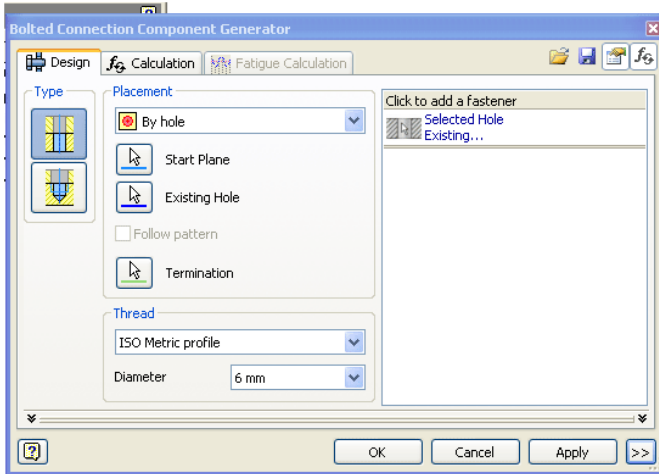 Bolted Connection Component Generator
Design
Calculation
Fatigue Calculation
Type
Placement
By hole
Start Plane
Existing Hole
Follow pattern
Termination
Thread
ISO Metric profile
Diameter
6 mm
Click to add a fastener
Selected Hole
Existing...
OK
Cancel
Apply
>>